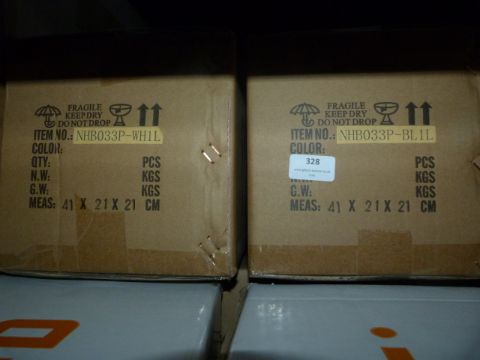 FRAGILE
KEEP DRY
DO NOT DROP
ITEM NO.: NHB033P-WH1L
COLOR:
QTY: PCS
N.W: KGS
G.W: KGS
MEAS: 41 X 21 X 21 CM
FRAGILE
KEEP DRY
DO NOT DROP
ITEM NO.: NHB033P-BL1L
COLOR:
328
PCS
KGS
G.W: KGS
MEAS: 41 X 21 X 21 CM